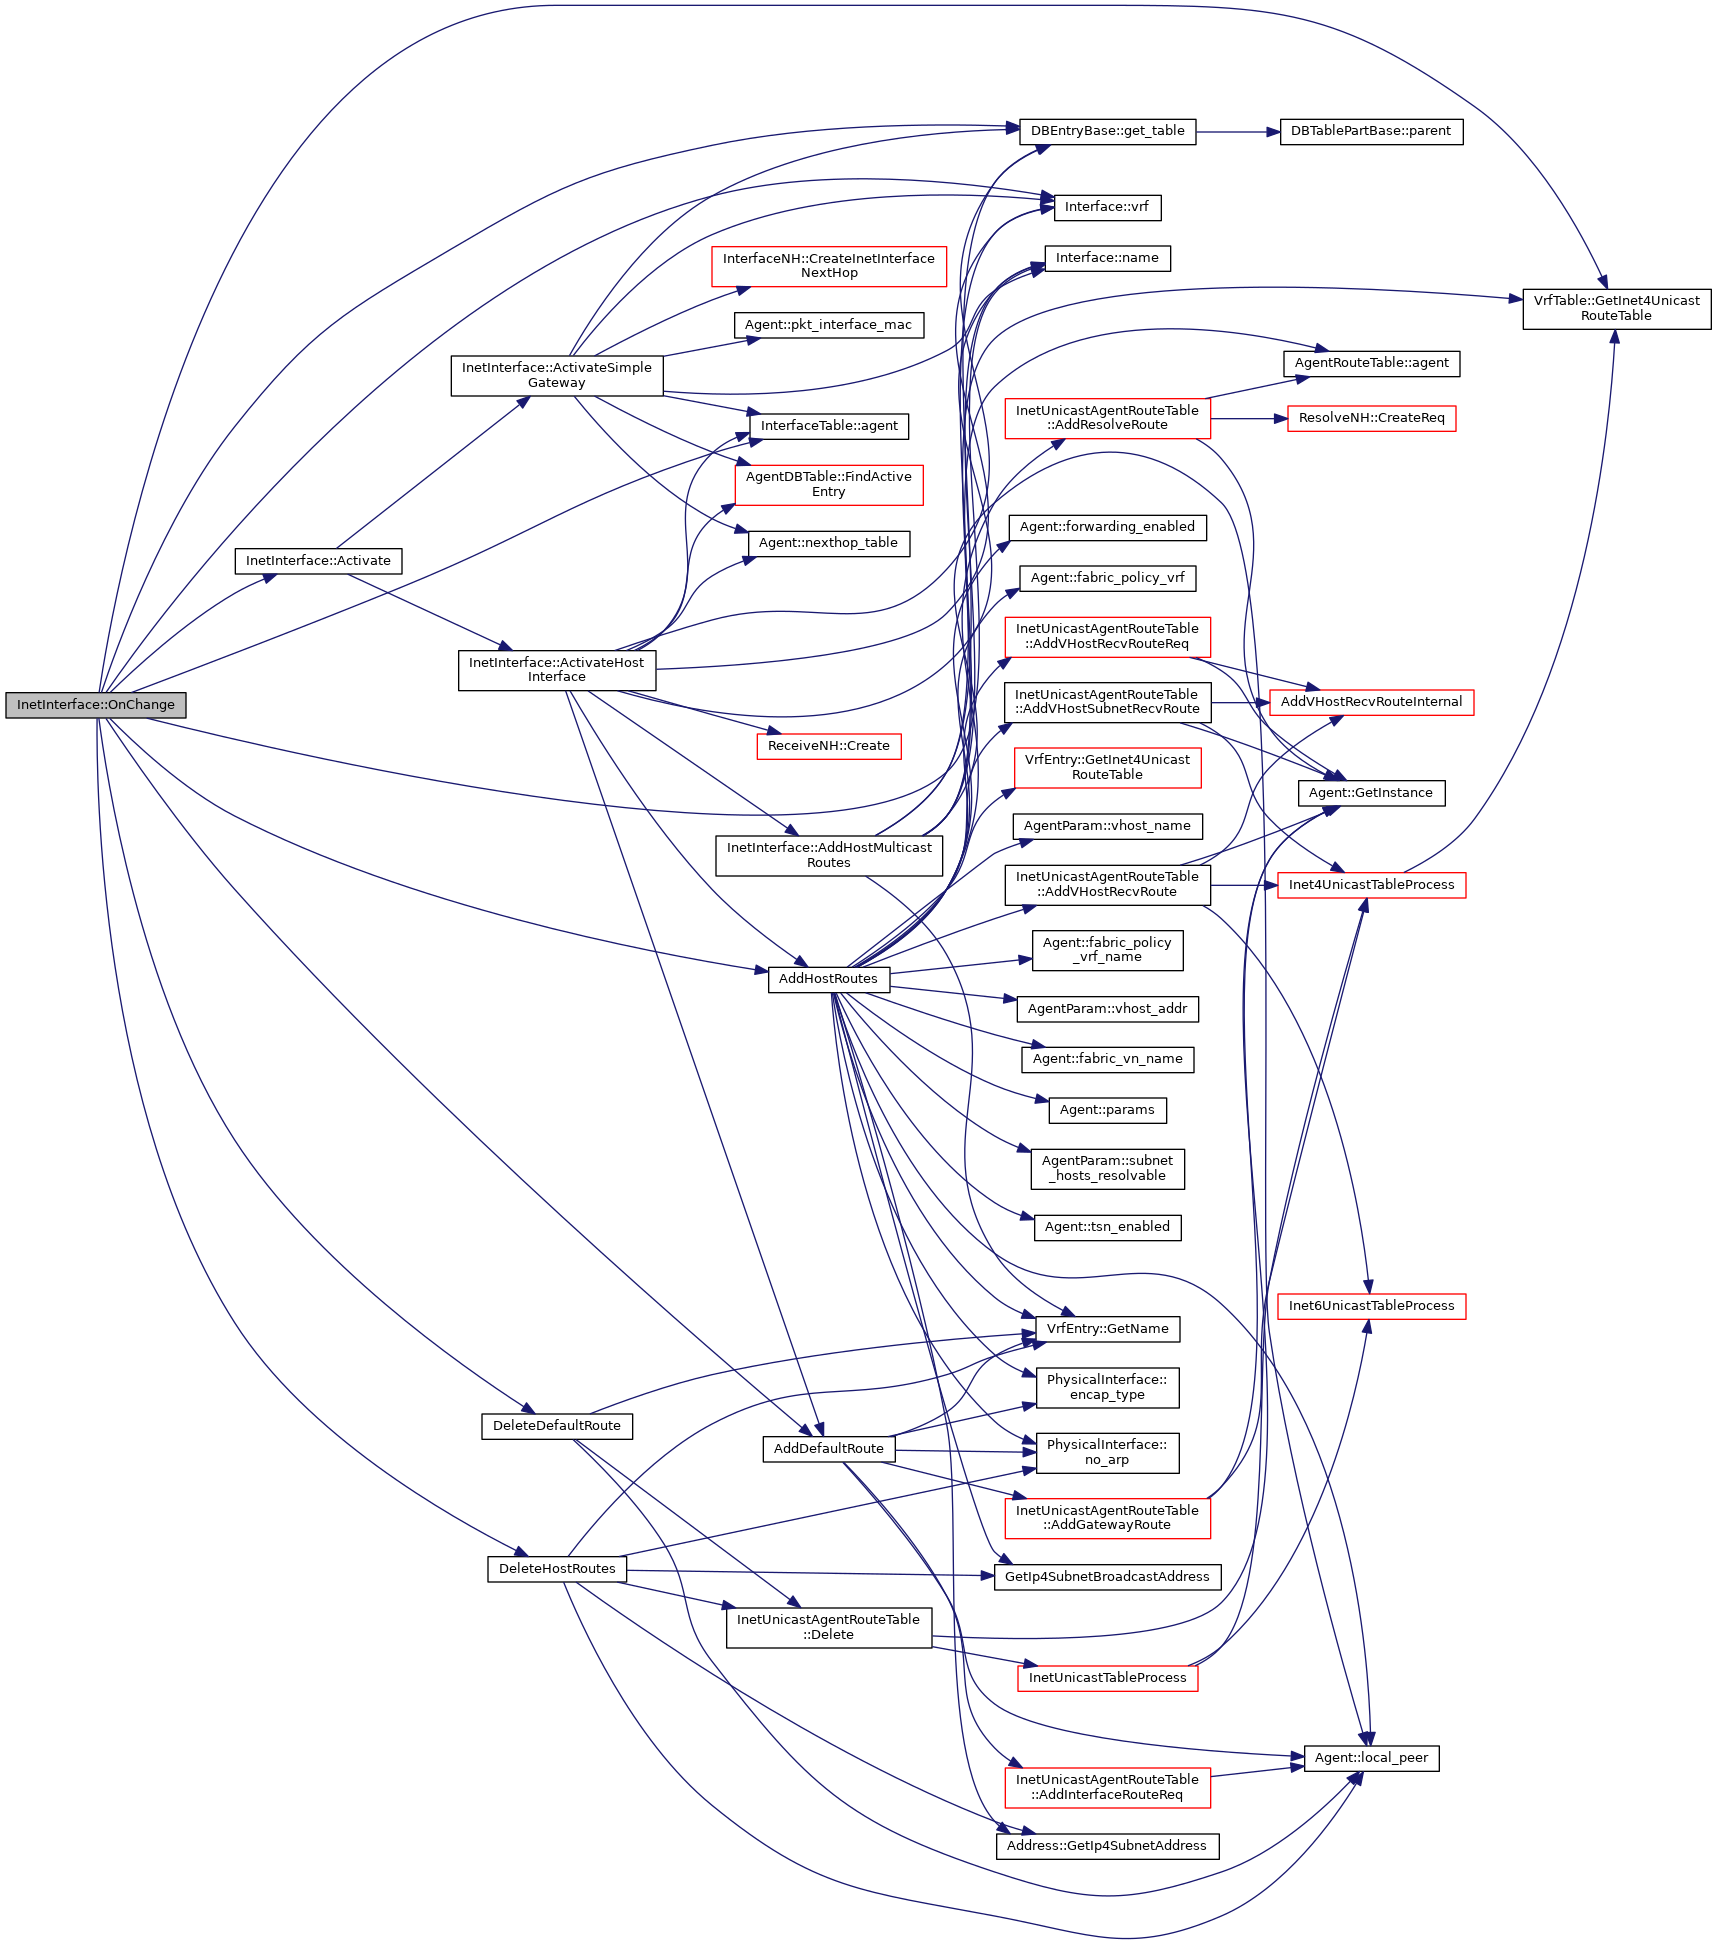 InetInterface::OnChange
InetInterface::Activate
InetInterface::ActivateSimple
Gateway
InetInterface::ActivateHost
Interface
DeleteDefaultRoute
DeleteHostRoutes
InterfaceNH::CreateInetInterface
NextHop
Agent::pkt_interface_mac
InterfaceTable::agent
AgentDBTable::FindActive
Entry
Agent::nexthop_table
ReceiveNH::Create
InetInterface::AddHostMulticast
Routes
AddHostRoutes
AddDefaultRoute
InetUnicastAgentRouteTable
::Delete
DBEntryBase::get_table
Interface::vrf
Interface::name
InetUnicastAgentRouteTable
::AddResolveRoute
Agent::forwarding_enabled
Agent::fabric_policy_vrf
InetUnicastAgentRouteTable
::AddVHostRecvRouteReq
InetUnicastAgentRouteTable
::AddVHostSubnetRecvRoute
VrfEntry::GetInet4Unicast
RouteTable
AgentParam::vhost_name
InetUnicastAgentRouteTable
::AddVHostRecvRoute
Agent::fabric_policy
_vrf_name
AgentParam::vhost_addr
Agent::fabric_vn_name
Agent::params
AgentParam::subnet
_hosts_resolvable
Agent::tsn_enabled
VrfEntry::GetName
PhysicalInterface::
encap_type
PhysicalInterface::
no_arp
InetUnicastAgentRouteTable
::AddGatewayRoute
GetIp4SubnetBroadcastAddress
InetUnicastTableProcess
InetUnicastAgentRouteTable
::AddInterfaceRouteReq
Address::GetIp4SubnetAddress
DBTablePartBase::parent
AgentRouteTable::agent
ResolveNH::CreateReq
AddVHostRecvRouteInternal
Agent::GetInstance
Inet4UnicastTableProcess
Inet6UnicastTableProcess
Agent::local_peer
VrfTable::GetInet4Unicast
RouteTable